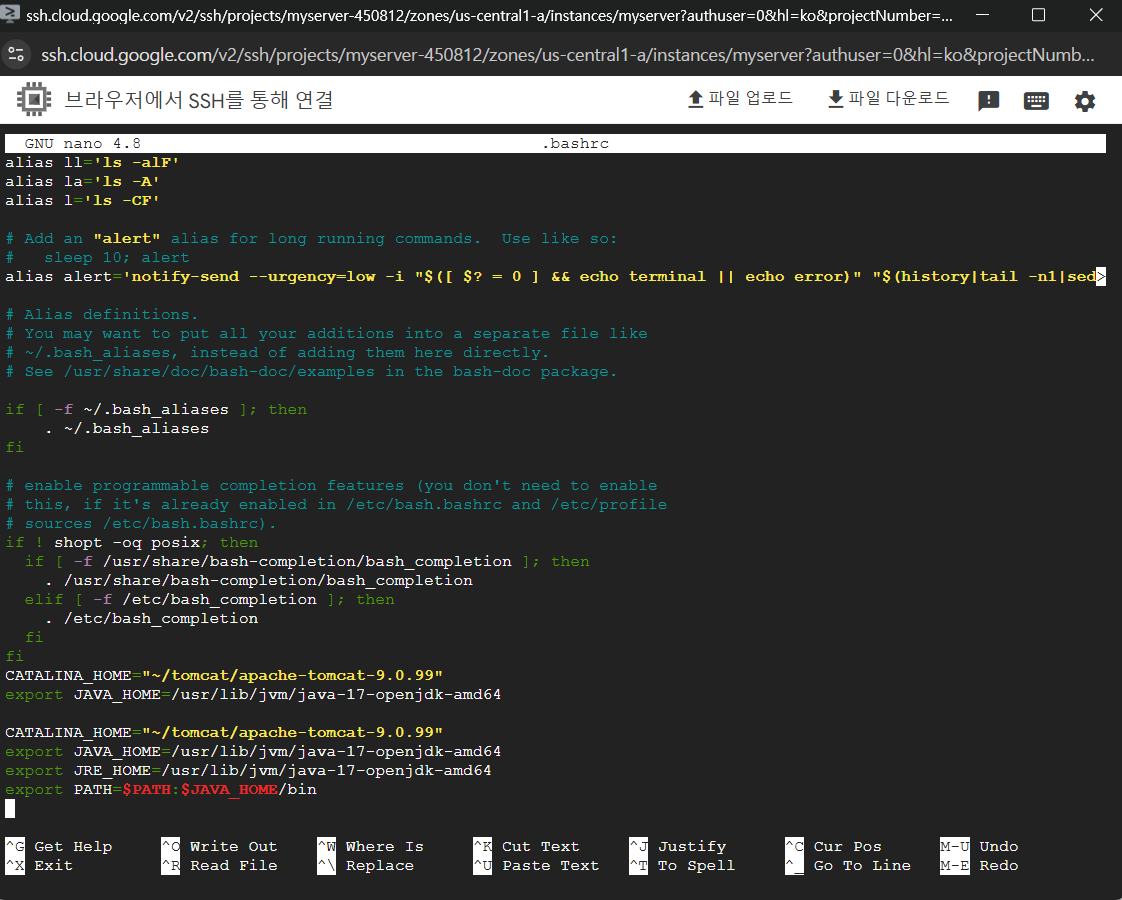 ssh.cloud.google.com/v2/ssh/projects/myserver-450812/zones/us-central1-a/instances/myserver?authuser=0&hl=ko&projectNumber=...
ssh.cloud.google.com/v2/ssh/projects/myserver-450812/zones/us-central1-a/instances/myserver?authuser=0&hl=ko&projectNumb...
브라우저에서 SSH를 통해 연결 파일 업로드 파일 다운로드
GNU nano 4.8 .bashrc
alias ll='ls -alF'
alias la='ls -A'
alias l='ls -CF'
# Add an "alert" alias for long running commands.  Use like so:
#   sleep 10; alert
alias alert='notify-send --urgency=low -i "$([ $? = 0 ] && echo terminal || echo error)" "$(history|tail -n1|sed>
# Alias definitions.
# You may want to put all your additions into a separate file like
# ~/.bash_aliases, instead of adding them here directly.
# See /usr/share/doc/bash-doc/examples in the bash-doc package.
if [ -f ~/.bash_aliases ]; then
    . ~/.bash_aliases
fi
# enable programmable completion features (you don't need to enable
# this, if it's already enabled in /etc/bash.bashrc and /etc/profile
# sources /etc/bash.bashrc).
if ! shopt -oq posix; then
  if [ -f /usr/share/bash-completion/bash_completion ]; then
    . /usr/share/bash-completion/bash_completion
  elif [ -f /etc/bash_completion ]; then
    . /etc/bash_completion
  fi
fi
CATALINA_HOME="~/tomcat/apache-tomcat-9.0.99"
export JAVA_HOME=/usr/lib/jvm/java-17-openjdk-amd64
CATALINA_HOME="~/tomcat/apache-tomcat-9.0.99"
export JAVA_HOME=/usr/lib/jvm/java-17-openjdk-amd64
export JRE_HOME=/usr/lib/jvm/java-17-openjdk-amd64
export PATH=$PATH:$JAVA_HOME/bin
^G Get Help ^O Write Out ^W Where Is ^K Cut Text ^J Justify ^C Cur Pos M-U Undo
^X Exit ^R Read File ^\ Replace ^U Paste Text ^T To Spell ^_ Go To Line M-E Redo